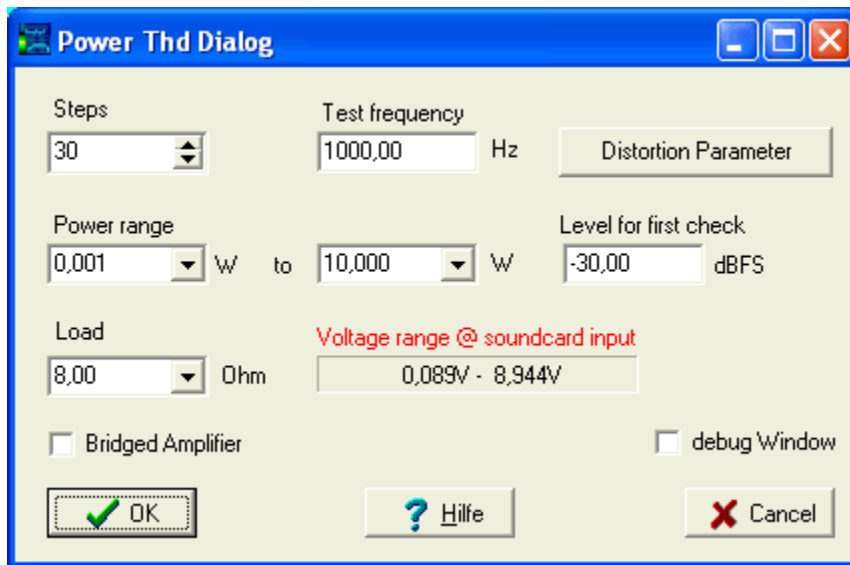 Power Thd Dialog
Steps
Test frequency
30
1000,00
Hz
Distortion Parameter
Power range
Level for first check
0,001
W
to
10,000
W
-30,00
dBFS
Load
Voltage range @ soundcard input
8,00
Ohm
0,089V - 8,944V
Bridged Amplifier
debug Window
OK
Hilfe
Cancel